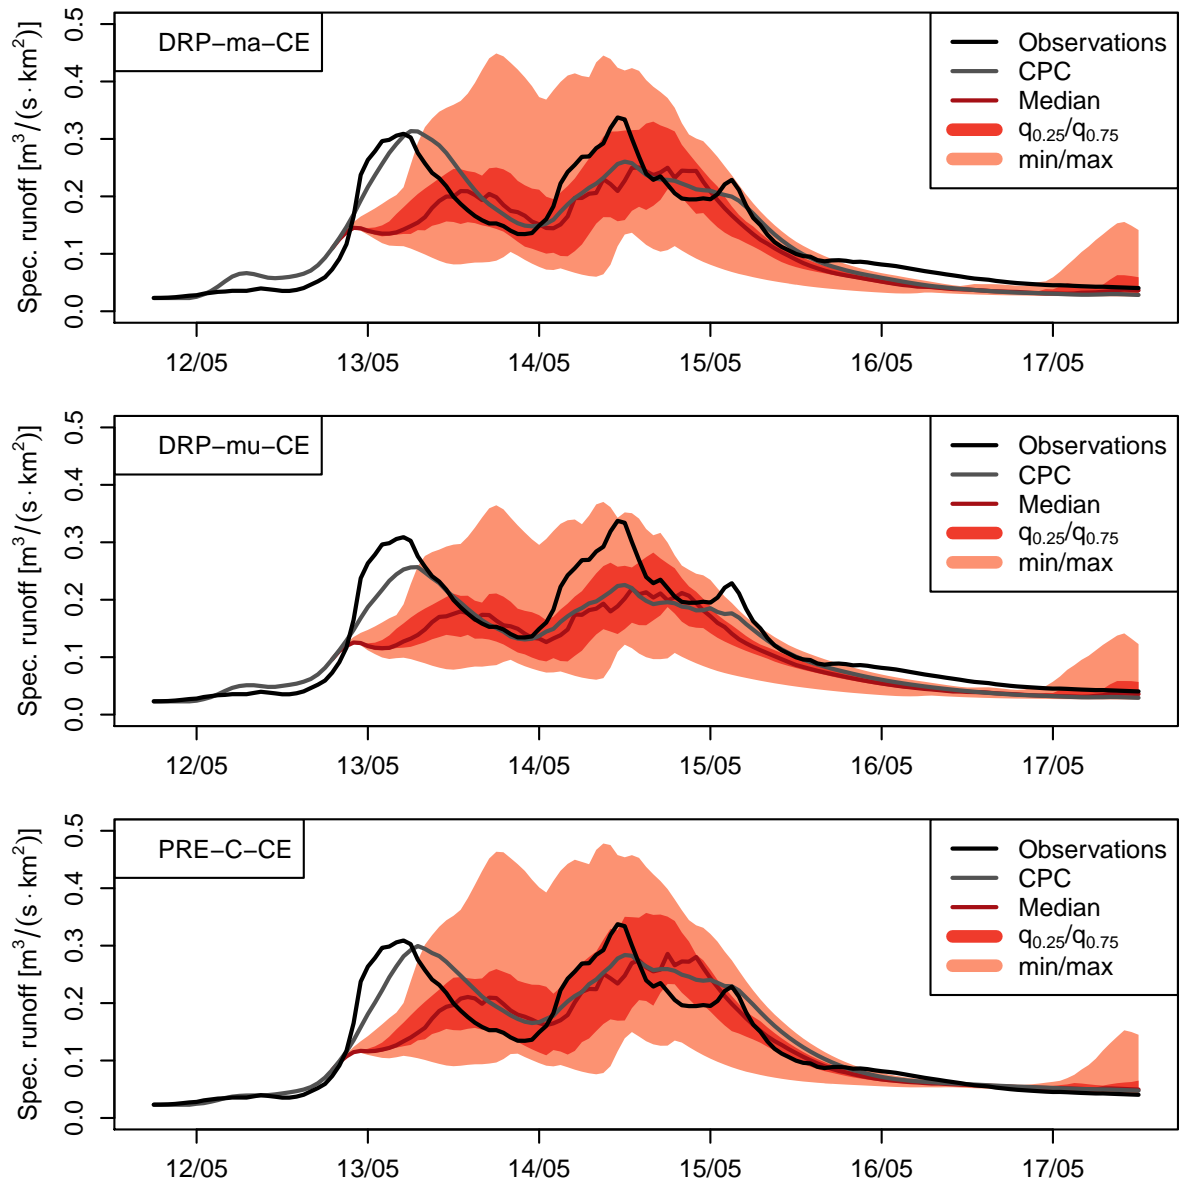 DRP−ma−CE
Spec. runoff [m³/(s·km²)]
0.5
0.4
0.3
0.2
0.1
0.0
Observations
CPC
Median
q0.25/q0.75
min/max
12/05 13/05 14/05 15/05 16/05 17/05
DRP−mu−CE
Spec. runoff [m³/(s·km²)]
0.5
0.4
0.3
0.2
0.1
0.0
Observations
CPC
Median
q0.25/q0.75
min/max
12/05 13/05 14/05 15/05 16/05 17/05
PRE−C−CE
Spec. runoff [m³/(s·km²)]
0.5
0.4
0.3
0.2
0.1
0.0
Observations
CPC
Median
q0.25/q0.75
min/max
12/05 13/05 14/05 15/05 16/05 17/05